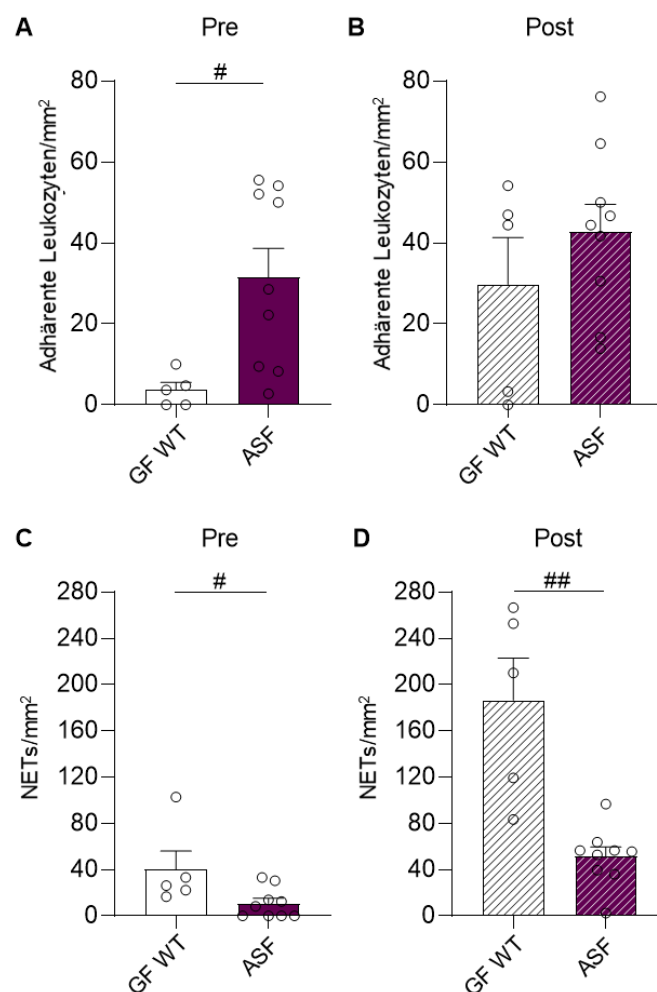 A Pre
#
Adhärente Leukozyten/mm²
80
60
40
20
0
GF WT
ASF
B Post
Adhärente Leukozyten/mm²
80
60
40
20
0
GF WT
ASF
C Pre
#
NETs/mm²
280
240
200
160
120
80
40
0
GF WT
ASF
D Post
##
NETs/mm²
280
240
200
160
120
80
40
0
GF WT
ASF